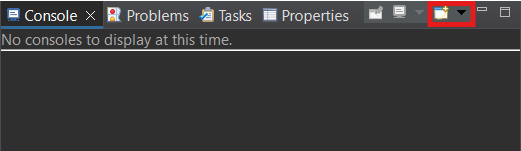 Console Problems Tasks Properties
No consoles to display at this time.